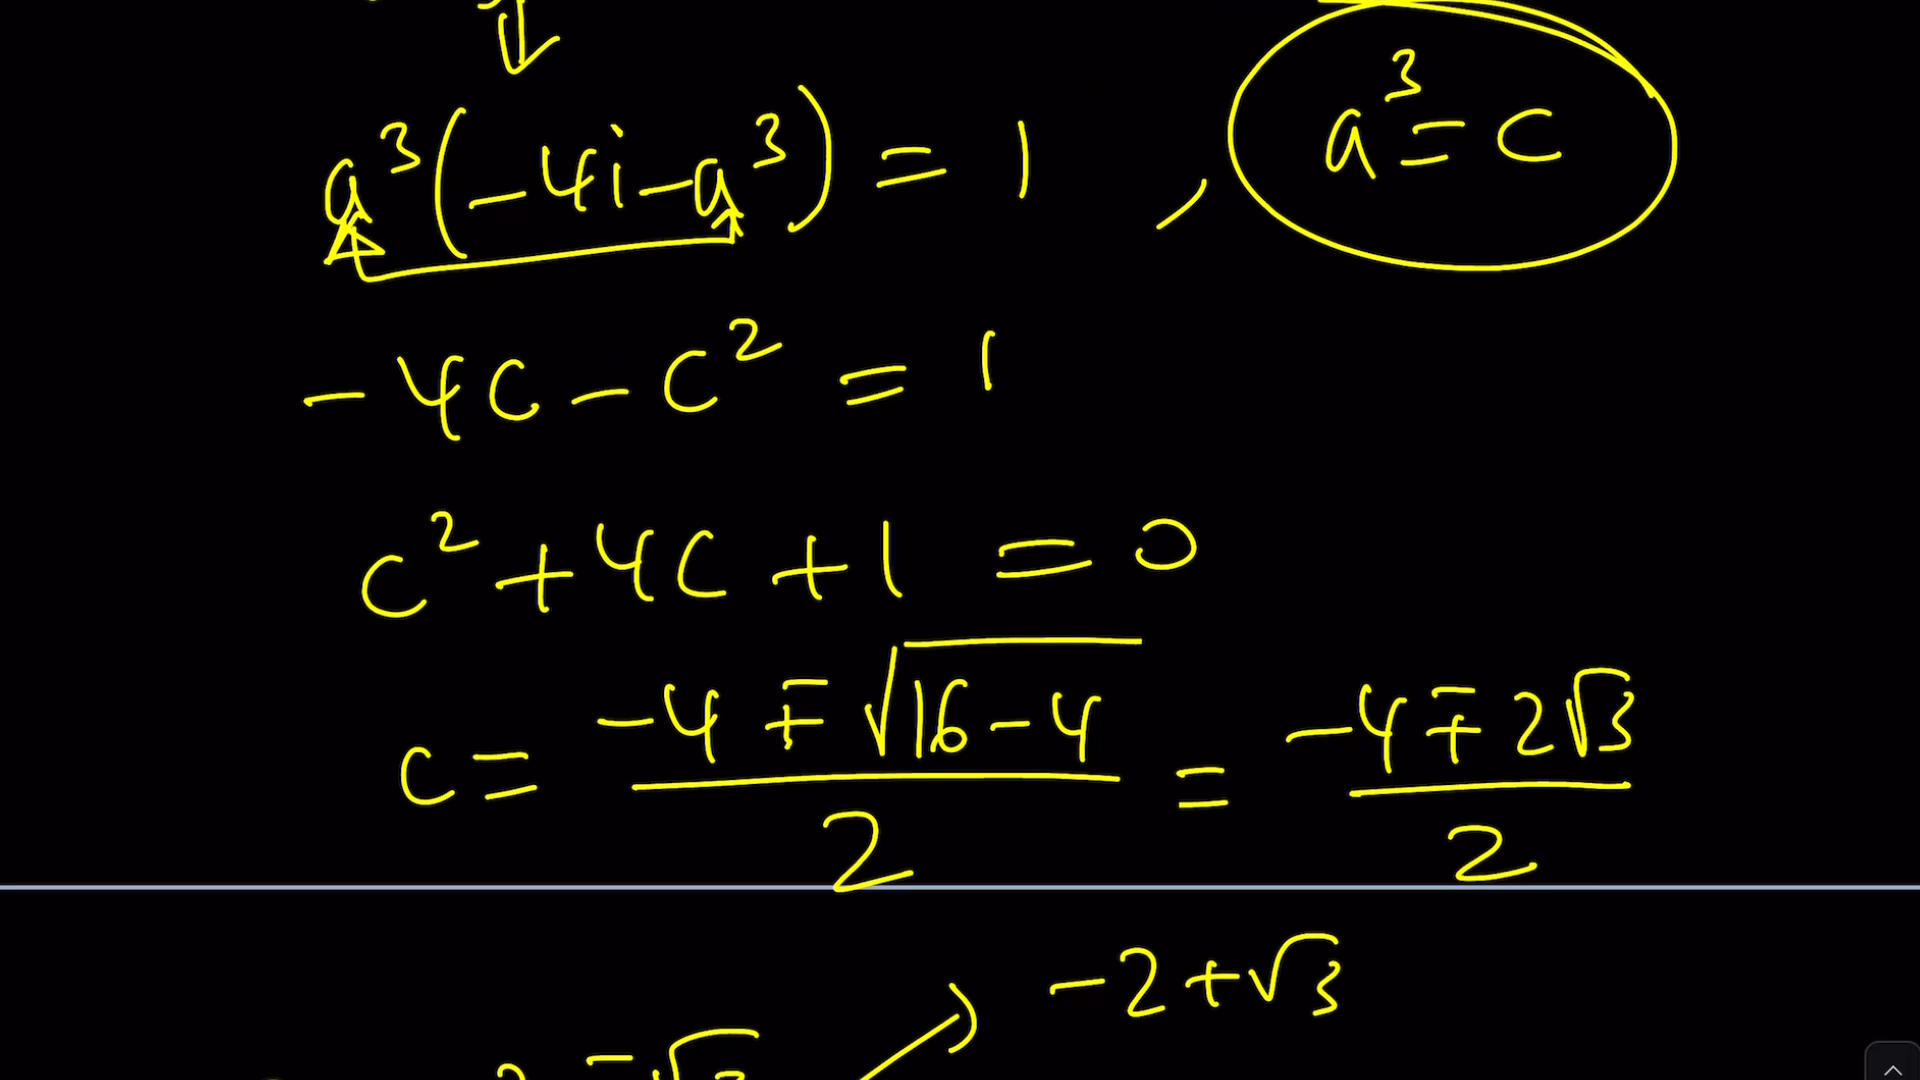 a³(-4i-a³) = 1 , a³ = c
-4c - c² = 1
c² + 4c + 1 = 0
c = (-4 ∓ √(16-4))/2 = (-4 ∓ 2√3)/2
-2+√3